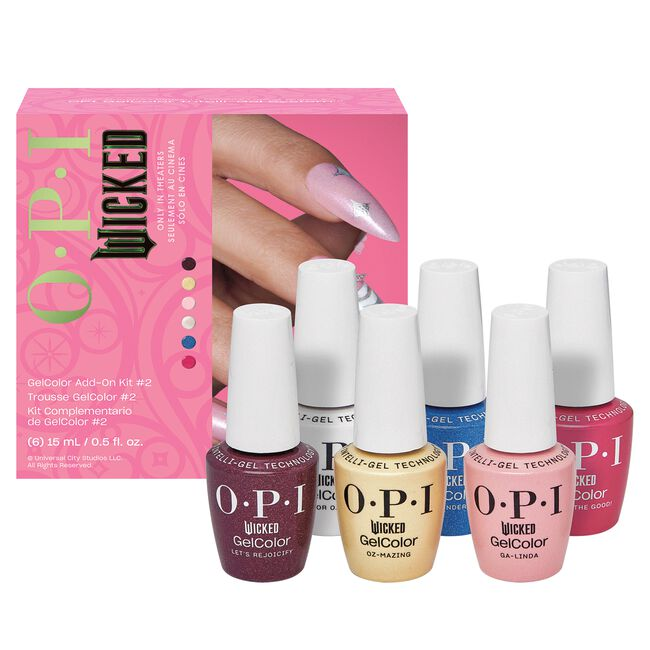 O·P·I
WICKED
ONLY IN THEATERS
SEULEMENT AU CINEMA
SÓLO EN CINES
GelColor Add-On Kit #2
Trousse GelColor #2
Kit Complementario
de GelColor #2
(6) 15 mL / 0.5 fl. oz.
© Universal City Studios LLC.
All Rights Reserved.
INTELLI-GEL TECHNOLOGY
O·P·I
WICKED
GelColor
LET'S REJOICIFY
INTELLI-GEL TECHNOLOGY
O·P·I
WICKED
GelColor
OZ-MAZING
INTELLI-GEL TECHNOLOGY
O·P·I
WICKED
GelColor
GA-LINDA
THE GOOD!